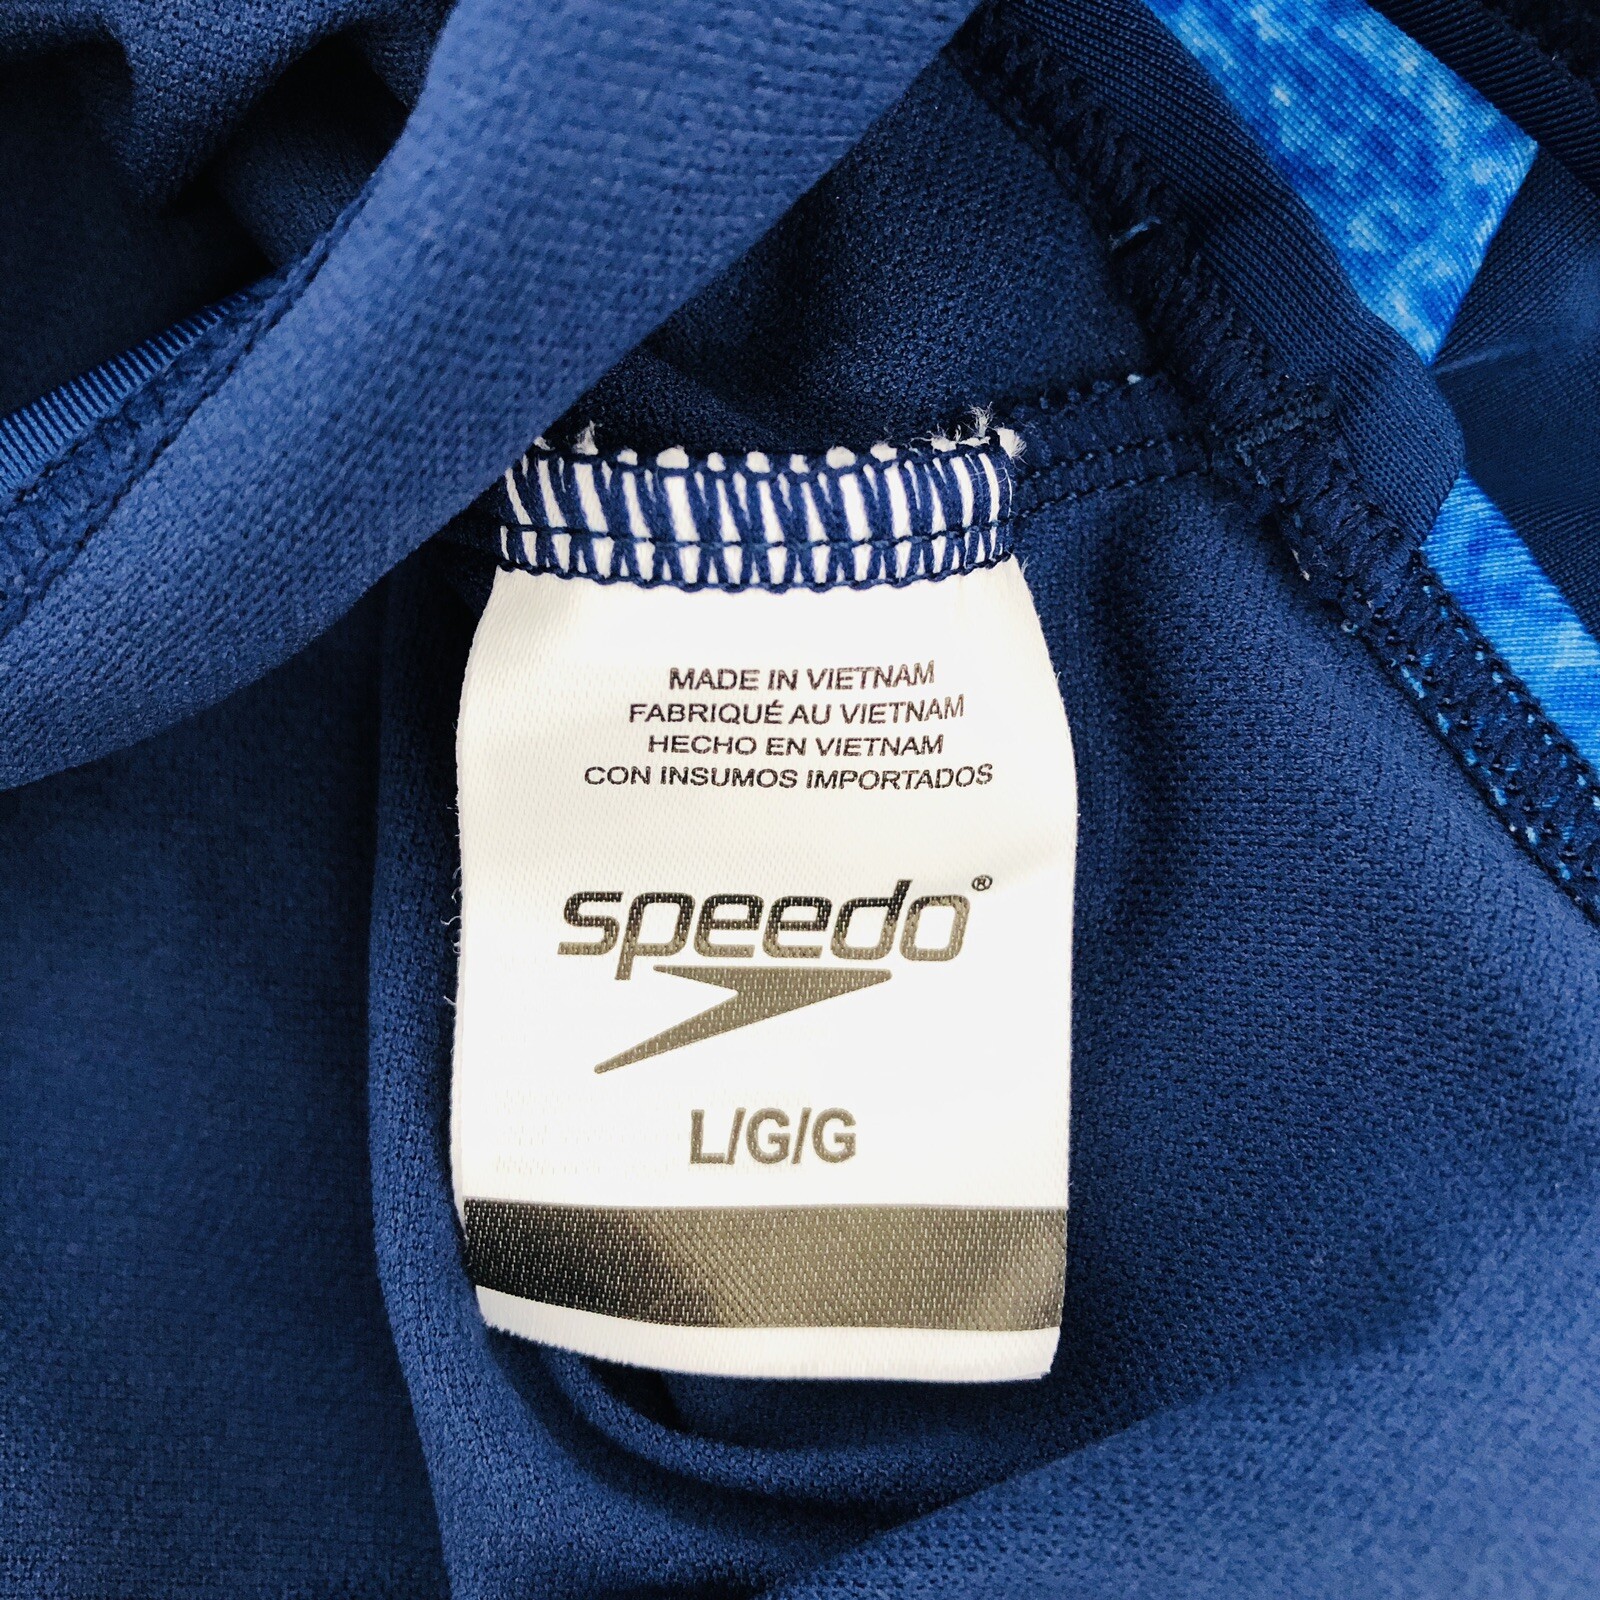 MADE IN VIETNAM
FABRIQUÉ AU VIETNAM
HECHO EN VIETNAM
CON INSUMOS IMPORTADOS
speedo®
L/G/G